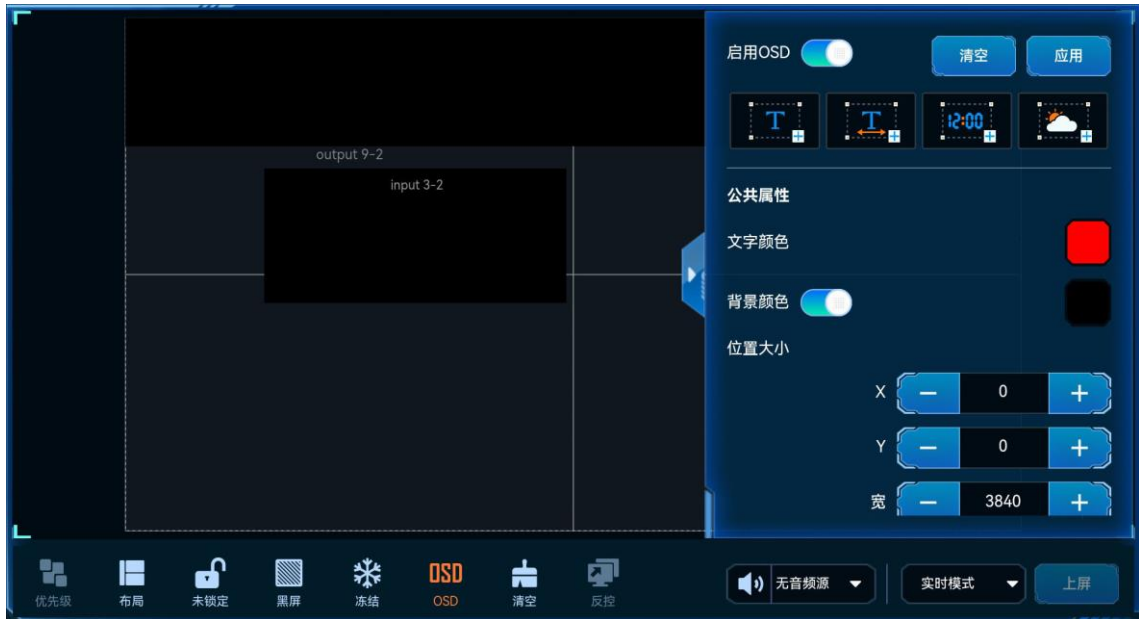 output 9-2
input 3-2
启用OSD
清空
应用
T
T
12:00
公共属性
文字颜色
背景颜色
位置大小
X
0
Y
0
宽
3840
优先级
布局
未锁定
黑屏
冻结
OSD
OSD
清空
反控
无音频源
实时模式
上屏